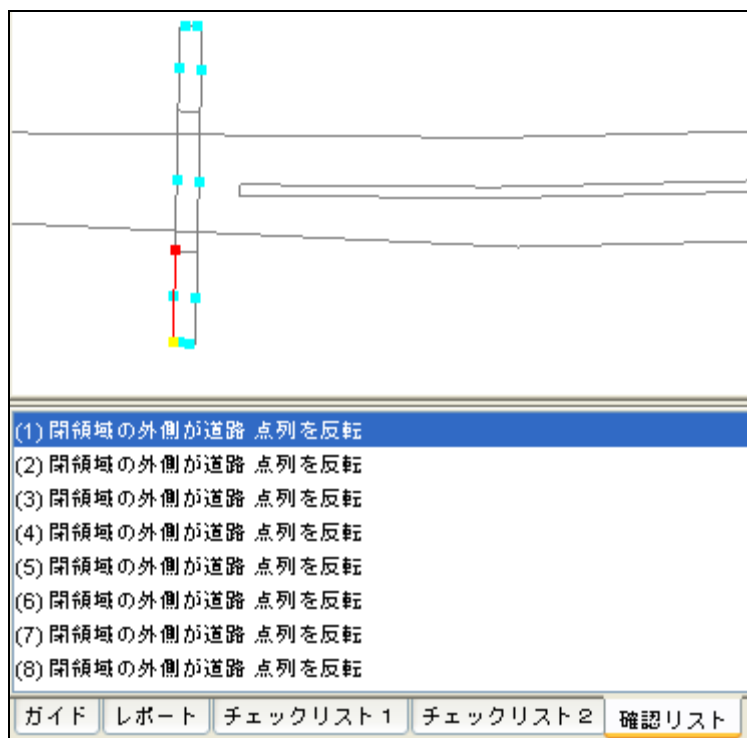 (1) 閉領域の外側が道路 点列を反転
(2) 閉領域の外側が道路 点列を反転
(3) 閉領域の外側が道路 点列を反転
(4) 閉領域の外側が道路 点列を反転
(5) 閉領域の外側が道路 点列を反転
(6) 閉領域の外側が道路 点列を反転
(7) 閉領域の外側が道路 点列を反転
(8) 閉領域の外側が道路 点列を反転
ガイド レポート チェックリスト1 チェックリスト2 確認リスト